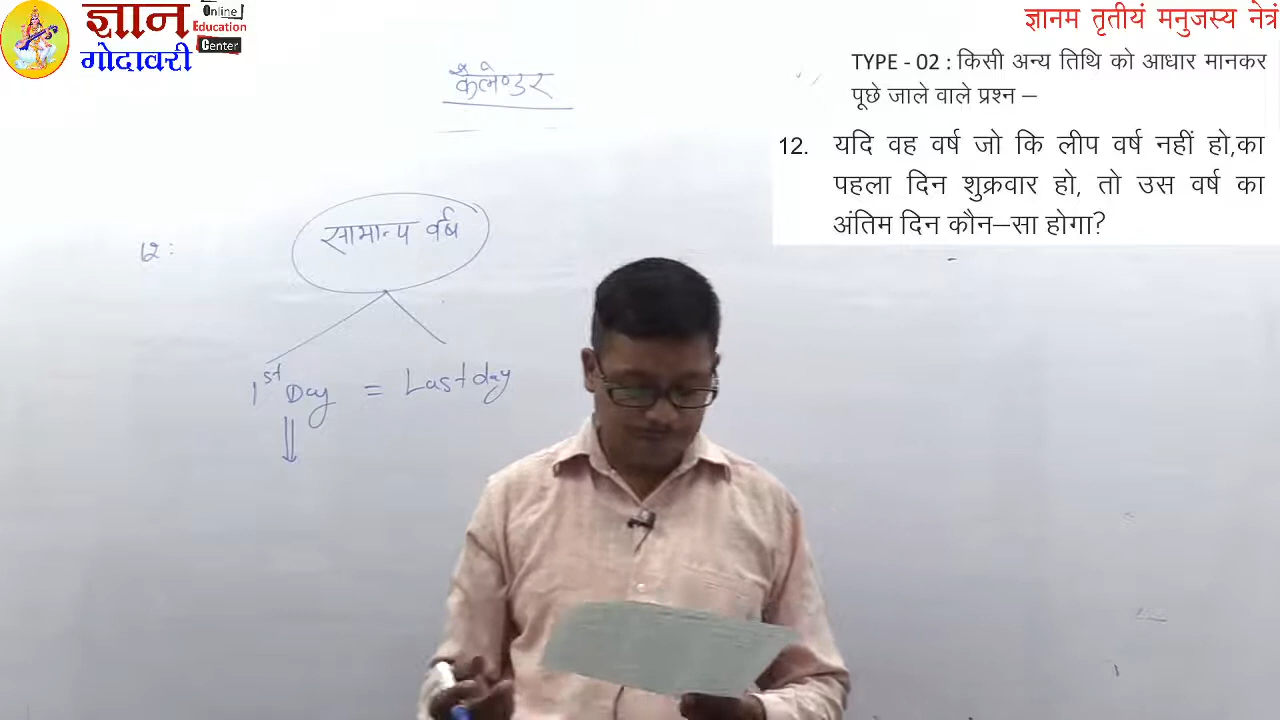 ज्ञान
गोदावरी
Online
Education
Center
ज्ञानम तृतीयं मनुजस्य नेत्रं
TYPE - 02 : किसी अन्य तिथि को आधार मानकर
पूछे जाले वाले प्रश्न –
12. यदि वह वर्ष जो कि लीप वर्ष नहीं हो,का
पहला दिन शुक्रवार हो, तो उस वर्ष का
अंतिम दिन कौन–सा होगा?
कैलेण्डर
12:
सामान्य वर्ष
1st Day = Last day